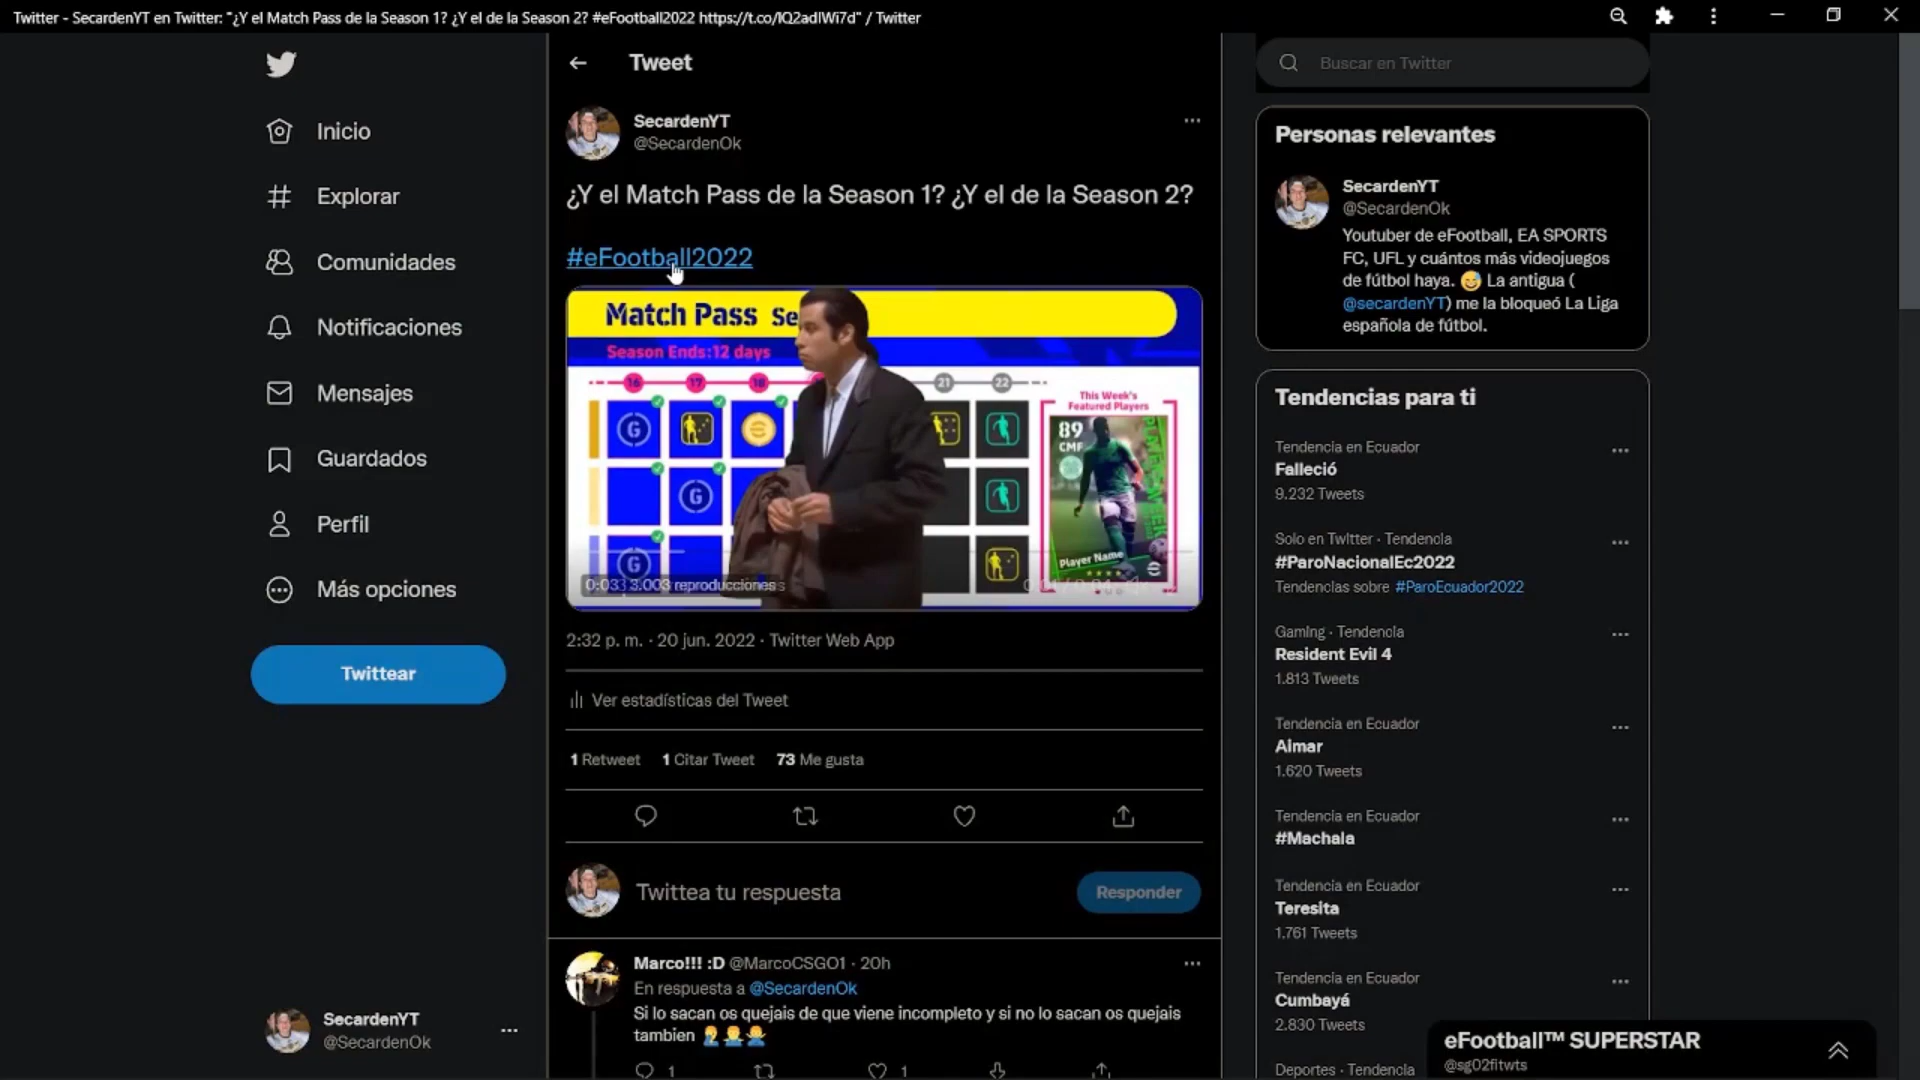 Twitter - SecardenYT en Twitter: "¿Y el Match Pass de la Season 1? ¿Y el de la Season 2? #eFootball2022 https://t.co/IQ2adIWi7d" / Twitter
Inicio
Explorar
Comunidades
Notificaciones
Mensajes
Guardados
Perfil
Más opciones
Twittear
SecardenYT
@SecardenOk
Tweet
SecardenYT
@SecardenOk
¿Y el Match Pass de la Season 1? ¿Y el de la Season 2?
#eFootball2022
Match Pass Se
Season Ends:12 days
16 17 18 21 22
This Week's
Featured Players
89
CMF
Player Name
0:03 3.003 reproducciones
2:32 p. m. · 20 jun. 2022 · Twitter Web App
Ver estadísticas del Tweet
1 Retweet 1 Citar Tweet 73 Me gusta
Twittea tu respuesta
Responder
Marco!!! :D @MarcoCSGO1 · 20h
En respuesta a @SecardenOk
Si lo sacan os quejais de que viene incompleto y si no lo sacan os quejais
tambien
1 1
Buscar en Twitter
Personas relevantes
SecardenYT
@SecardenOk
Youtuber de eFootball, EA SPORTS
FC, UFL y cuántos más videojuegos
de fútbol haya. La antigua (
@secardenYT) me la bloqueó La Liga
española de fútbol.
Tendencias para ti
Tendencia en Ecuador
Falleció
9.232 Tweets
Solo en Twitter · Tendencia
#ParoNacionalEc2022
Tendencias sobre #ParoEcuador2022
Gaming · Tendencia
Resident Evil 4
1.813 Tweets
Tendencia en Ecuador
Aimar
1.620 Tweets
Tendencia en Ecuador
#Machala
Tendencia en Ecuador
Teresita
1.761 Tweets
Tendencia en Ecuador
Cumbayá
2.830 Tweets
Deportes · Tendencia
eFootball™ SUPERSTAR
@sg02fitwts